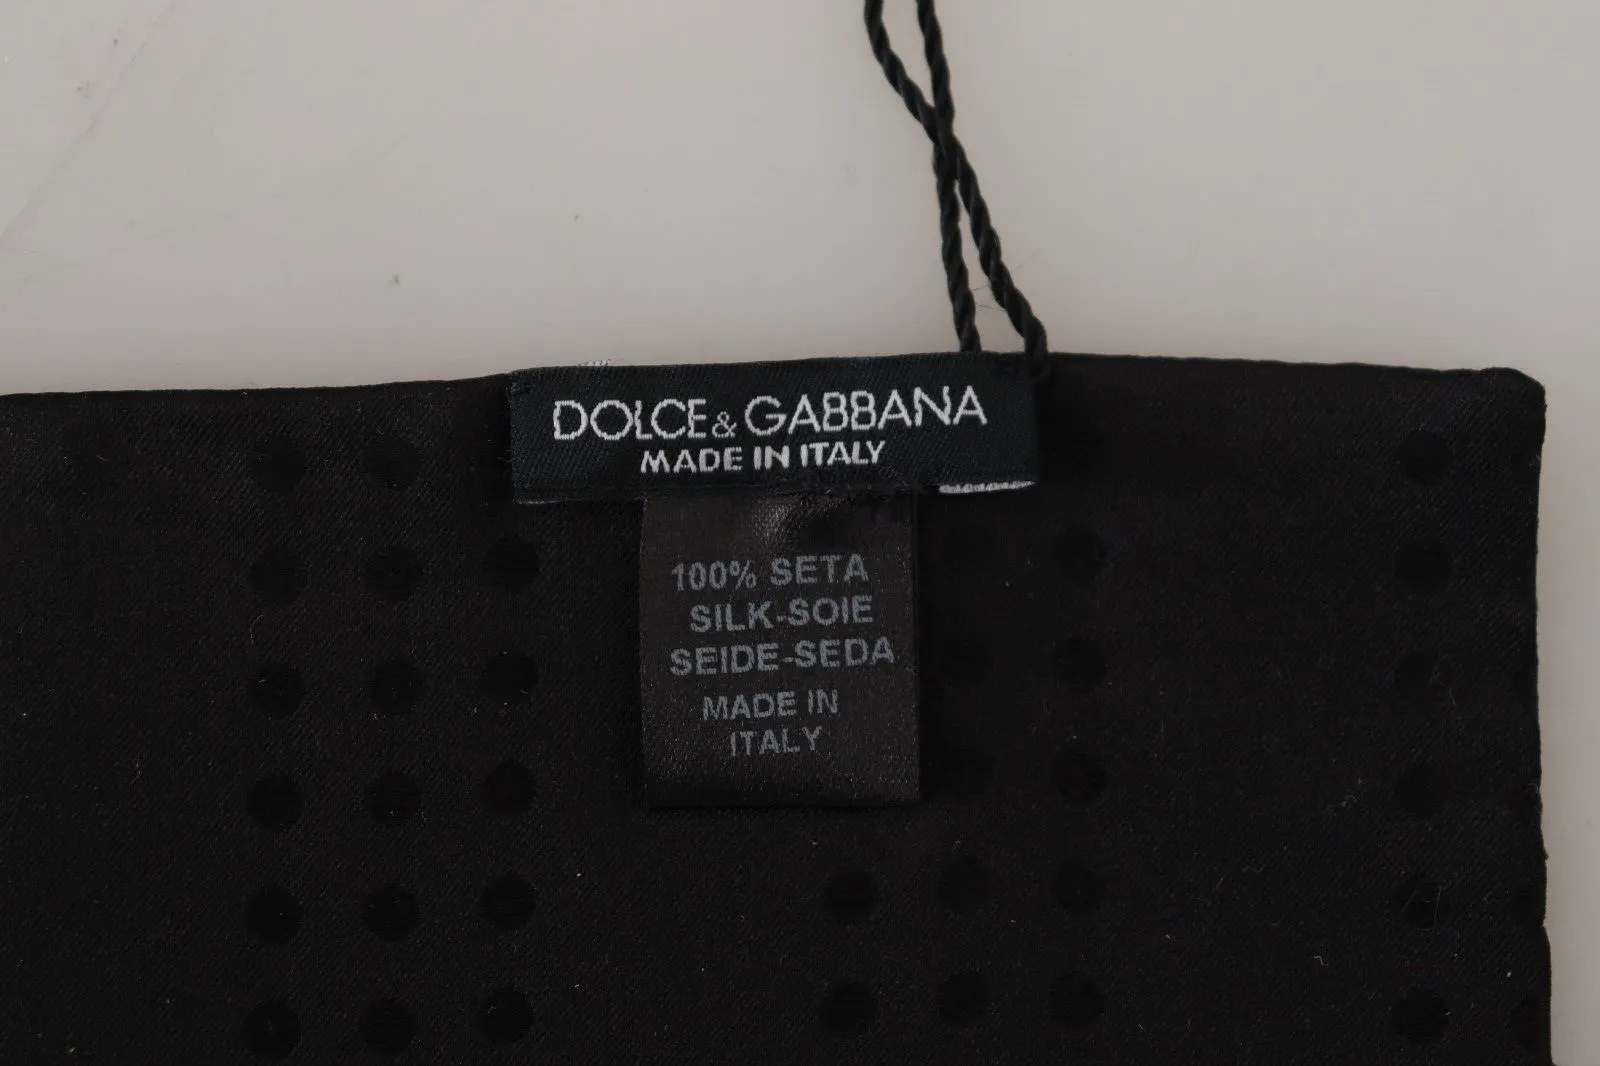 DOLCE & GABBANA
MADE IN ITALY
100% SETA
SILK-SOIE
SEIDE-SEDA
MADE IN
ITALY